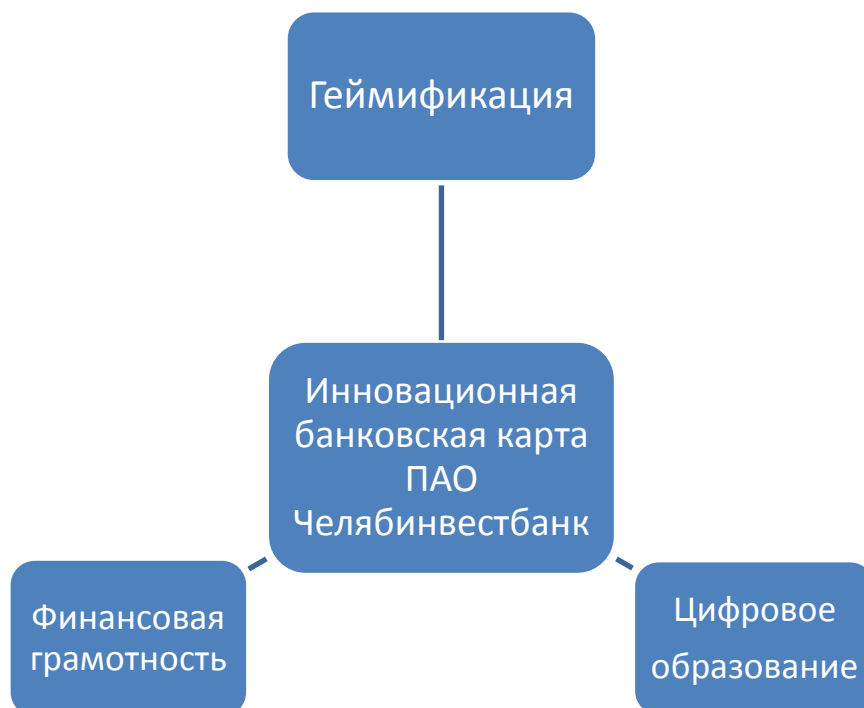 Геймификация
Инновационная
банковская карта
ПАО
Челябинвестбанк
Финансовая
грамотность
Цифровое
образование